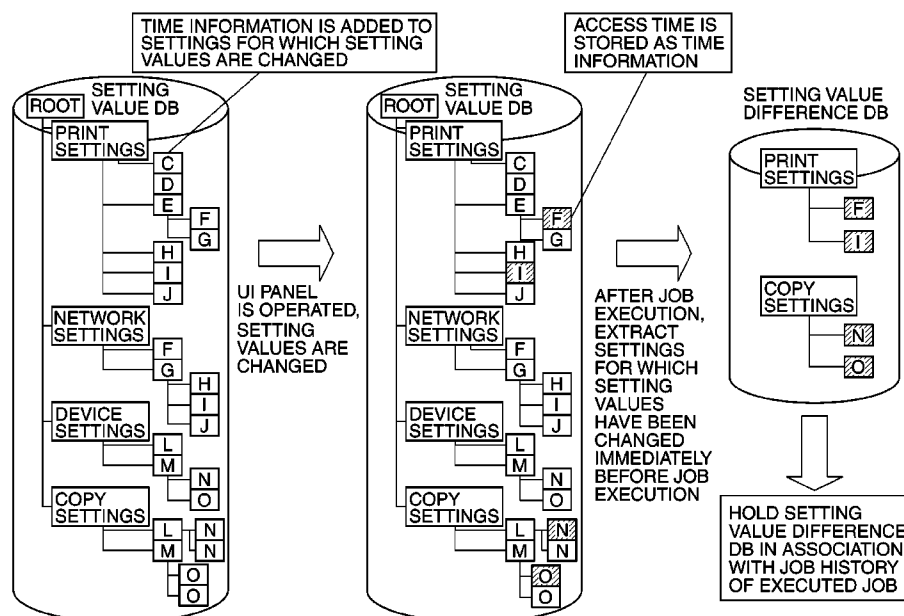 TIME INFORMATION IS ADDED TO
SETTINGS FOR WHICH SETTING
VALUES ARE CHANGED
ACCESS TIME IS
STORED AS TIME
INFORMATION
SETTING
VALUE DB
ROOT
PRINT
SETTINGS
C
D
E
F
G
H
I
J
NETWORK
SETTINGS
F
G
H
I
J
DEVICE
SETTINGS
L
M
N
O
COPY
SETTINGS
L
N
M
N
O
O
UI PANEL
IS OPERATED,
SETTING
VALUES ARE
CHANGED
SETTING
VALUE DB
ROOT
PRINT
SETTINGS
C
D
E
F
G
H
I
J
NETWORK
SETTINGS
F
G
H
I
J
DEVICE
SETTINGS
L
M
N
O
COPY
SETTINGS
L
N
M
N
O
O
AFTER JOB
EXECUTION,
EXTRACT
SETTINGS
FOR WHICH
SETTING
VALUES
HAVE BEEN
CHANGED
IMMEDIATELY
BEFORE JOB
EXECUTION
SETTING VALUE
DIFFERENCE DB
PRINT
SETTINGS
F
I
COPY
SETTINGS
N
O
HOLD SETTING
VALUE DIFFERENCE
DB IN ASSOCIATION
WITH JOB HISTORY
OF EXECUTED JOB